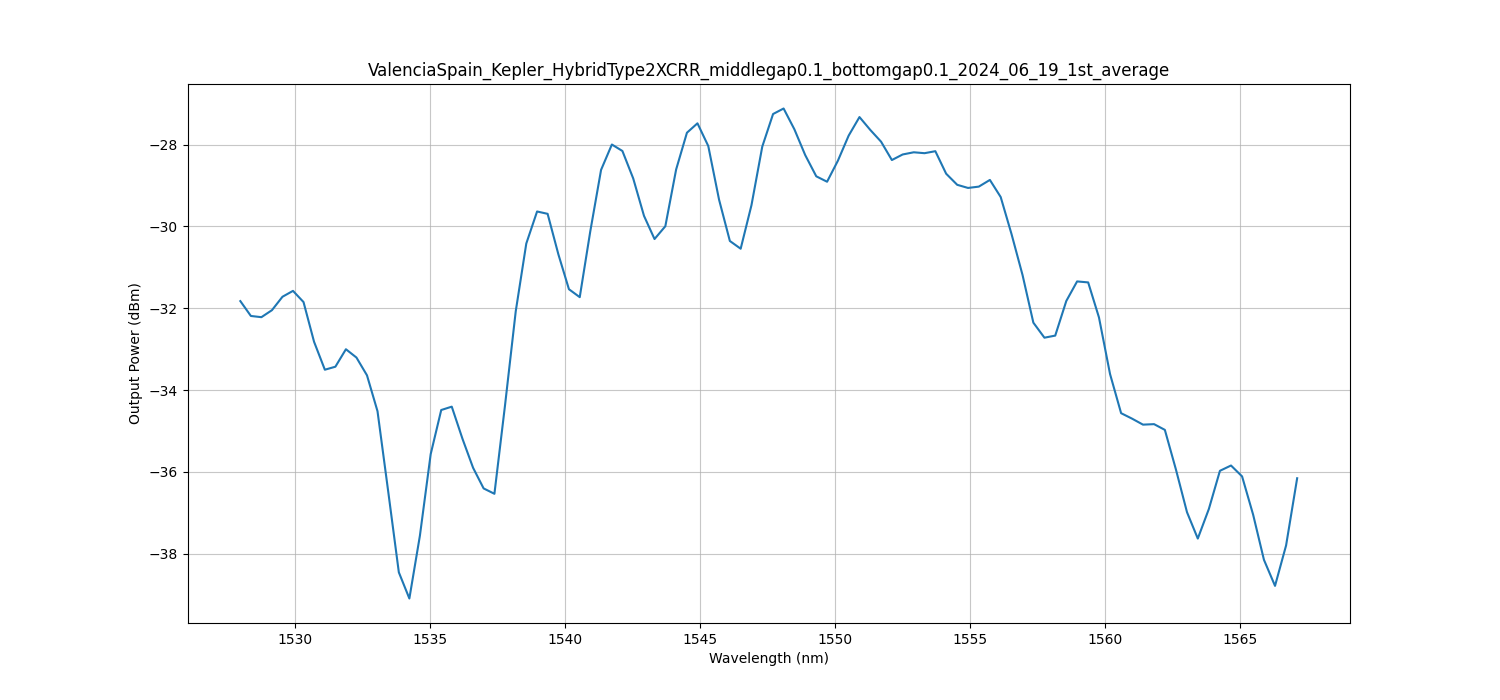 ValenciaSpain_Kepler_HybridType2XCRR_middlegap0.1_bottomgap0.1_2024_06_19_1st_average
Output Power (dBm)
−28
−30
−32
−34
−36
−38
1530 1535 1540 1545 1550 1555 1560 1565
Wavelength (nm)